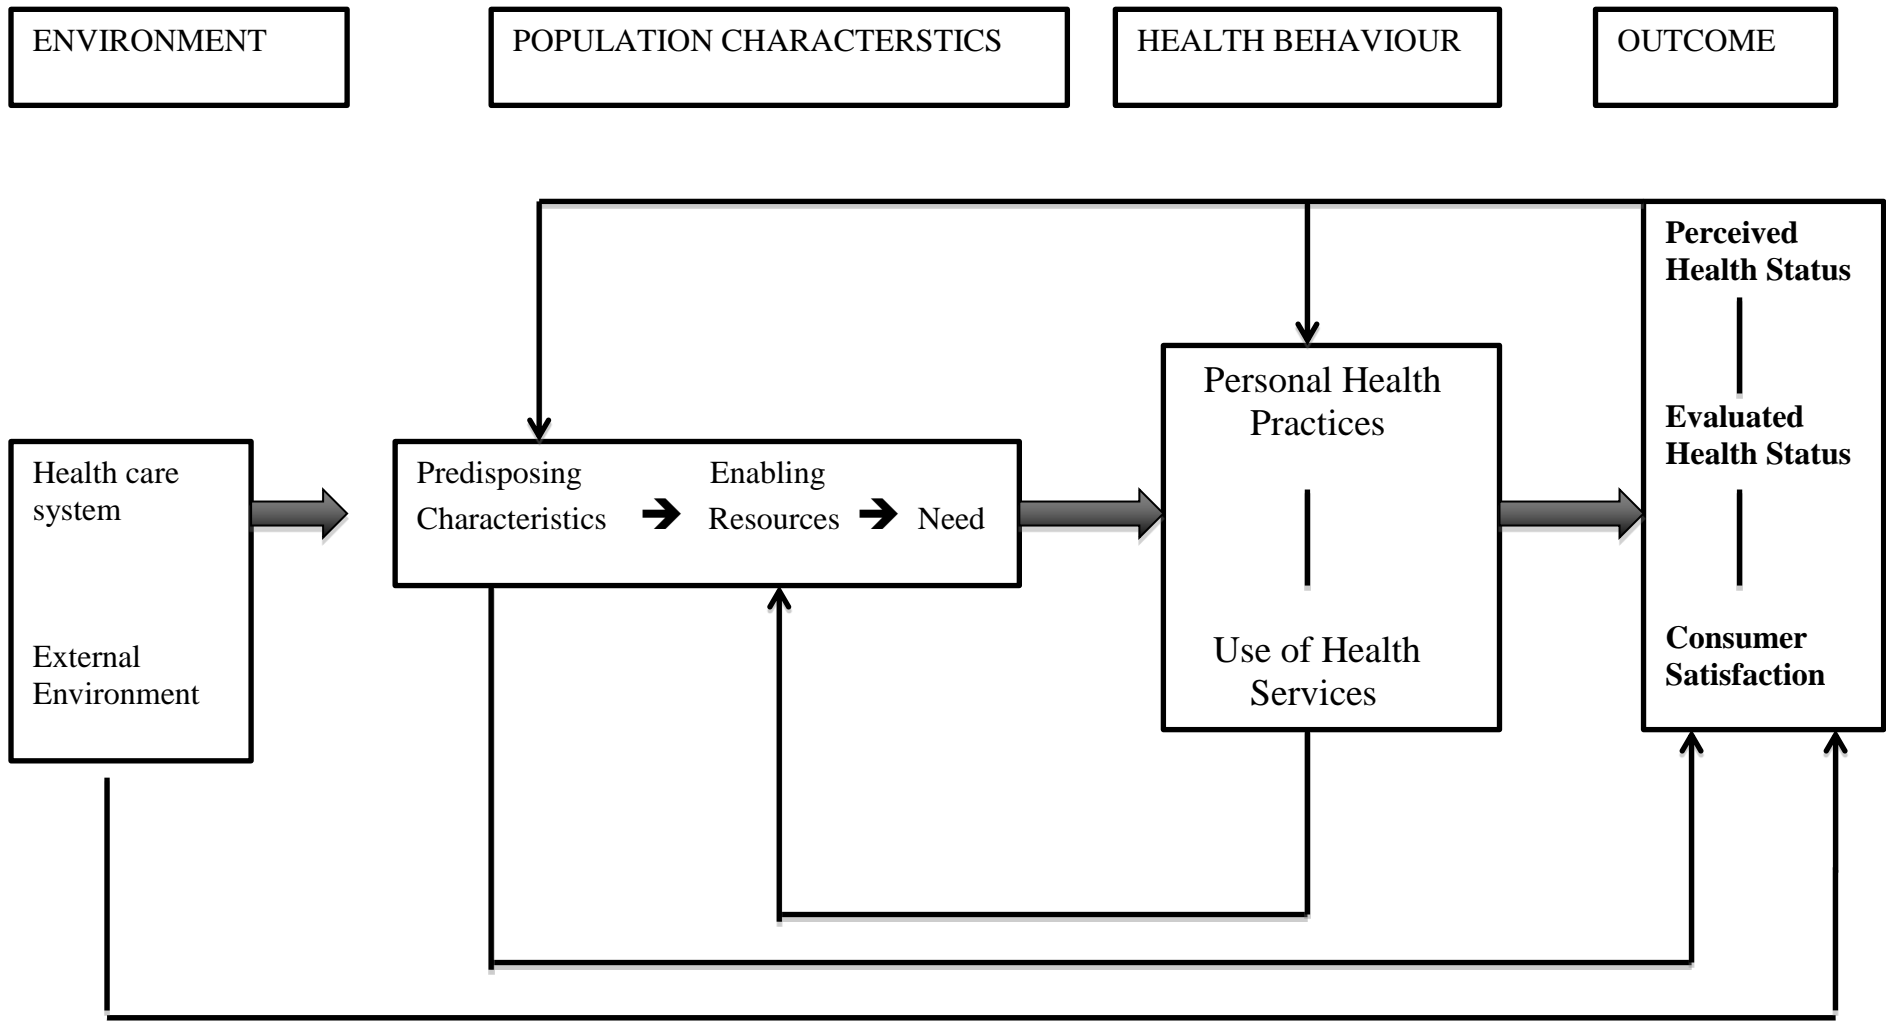 ENVIRONMENT
POPULATION CHARACTERSTICS
HEALTH BEHAVIOUR
OUTCOME
Health care
system
External
Environment
Predisposing
Characteristics
Enabling
Resources
Need
Personal Health
Practices
Use of Health
Services
Perceived
Health Status
Evaluated
Health Status
Consumer
Satisfaction